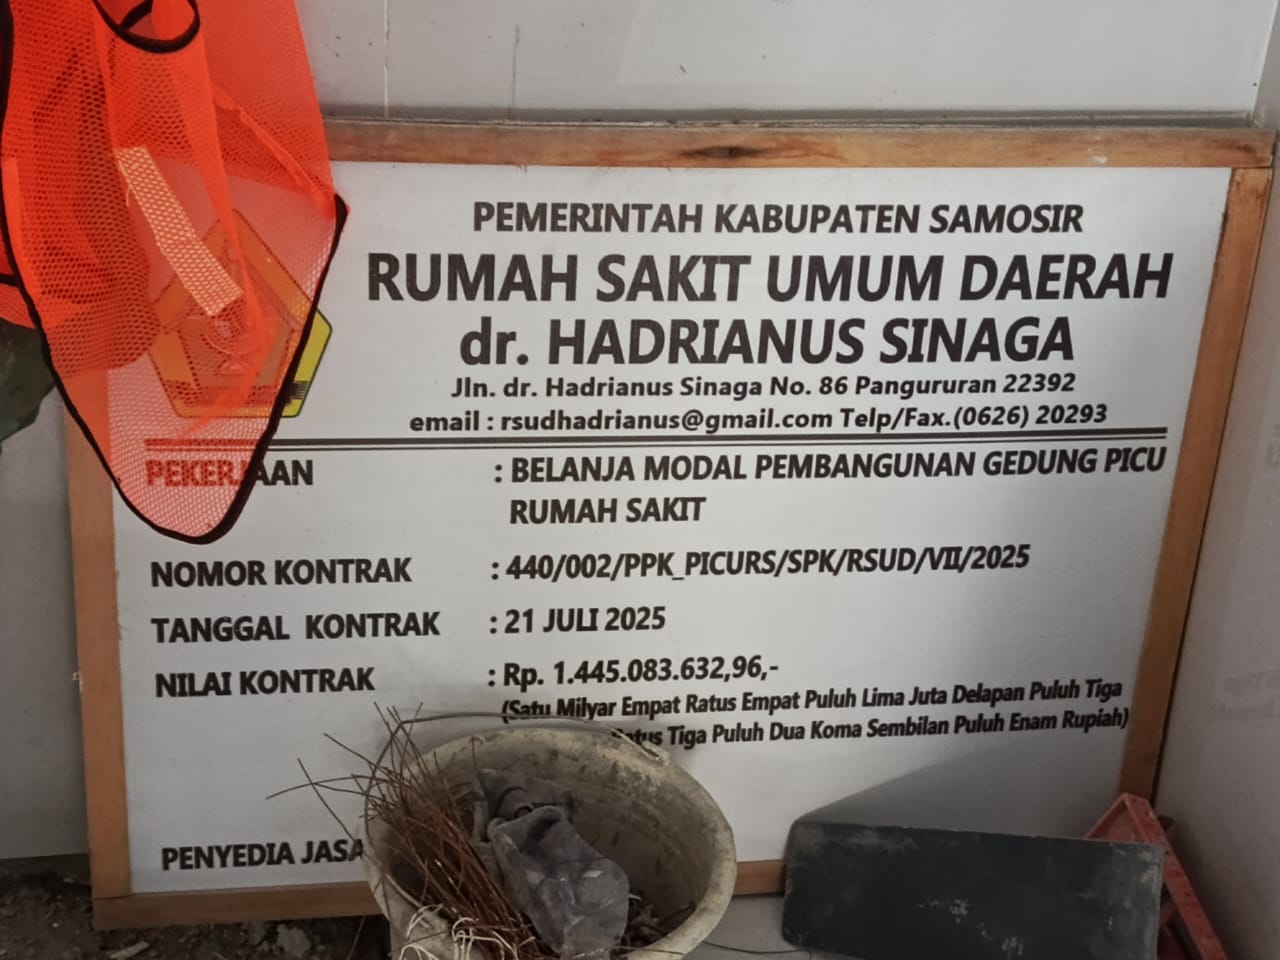 PEMERINTAH KABUPATEN SAMOSIR
RUMAH SAKIT UMUM DAERAH
dr. HADRIANUS SINAGA
Jln. dr. Hadrianus Sinaga No. 86 Pangururan 22392
email : rsudhadrianus@gmail.com Telp/Fax.(0626) 20293
PEKERJAAN : BELANJA MODAL PEMBANGUNAN GEDUNG PICU
RUMAH SAKIT
NOMOR KONTRAK : 440/002/PPK_PICURS/SPK/RSUD/VII/2025
TANGGAL KONTRAK : 21 JULI 2025
NILAI KONTRAK : Rp. 1.445.083.632,96,-
(Satu Milyar Empat Ratus Empat Puluh Lima Juta Delapan Puluh Tiga
Tiga Puluh Dua Koma Sembilan Puluh Enam Rupiah)
PENYEDIA JASA